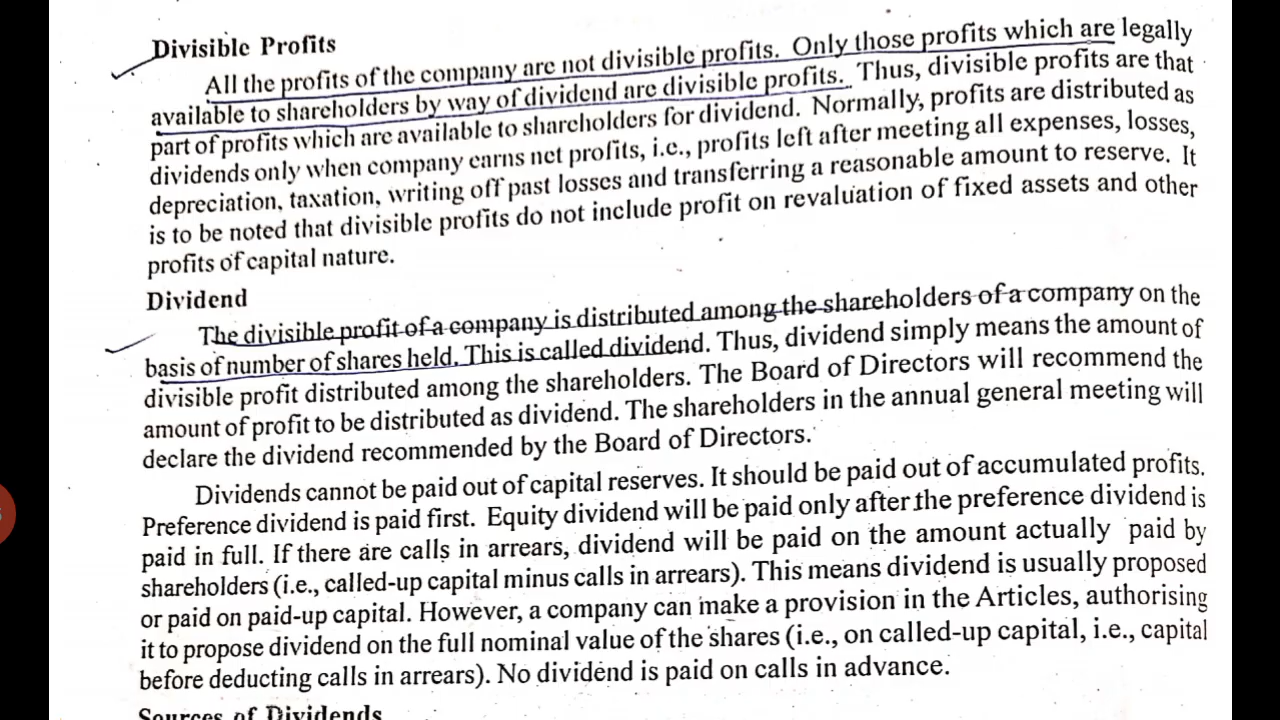 Divisible Profits
All the profits of the company are not divisible profits. Only those profits which are legally
available to shareholders by way of dividend are divisible profits. Thus, divisible profits are that
part of profits which are available to shareholders for dividend. Normally, profits are distributed as
dividends only when company earns net profits, i.e., profits left after meeting all expenses, losses,
depreciation, taxation, writing off past losses and transferring a reasonable amount to reserve. It
is to be noted that divisible profits do not include profit on revaluation of fixed assets and other
profits of capital nature.
Dividend
The divisible profit of a company is distributed among the shareholders of a company on the
basis of number of shares held. This is called dividend. Thus, dividend simply means the amount of
divisible profit distributed among the shareholders. The Board of Directors will recommend the
amount of profit to be distributed as dividend. The shareholders in the annual general meeting will
declare the dividend recommended by the Board of Directors.
Dividends cannot be paid out of capital reserves. It should be paid out of accumulated profits.
Preference dividend is paid first. Equity dividend will be paid only after the preference dividend is
paid in full. If there are calls in arrears, dividend will be paid on the amount actually paid by
shareholders (i.e., called-up capital minus calls in arrears). This means dividend is usually proposed
or paid on paid-up capital. However, a company can make a provision in the Articles, authorising
it to propose dividend on the full nominal value of the shares (i.e., on called-up capital, i.e., capital
before deducting calls in arrears). No dividend is paid on calls in advance.
Sources of Dividends